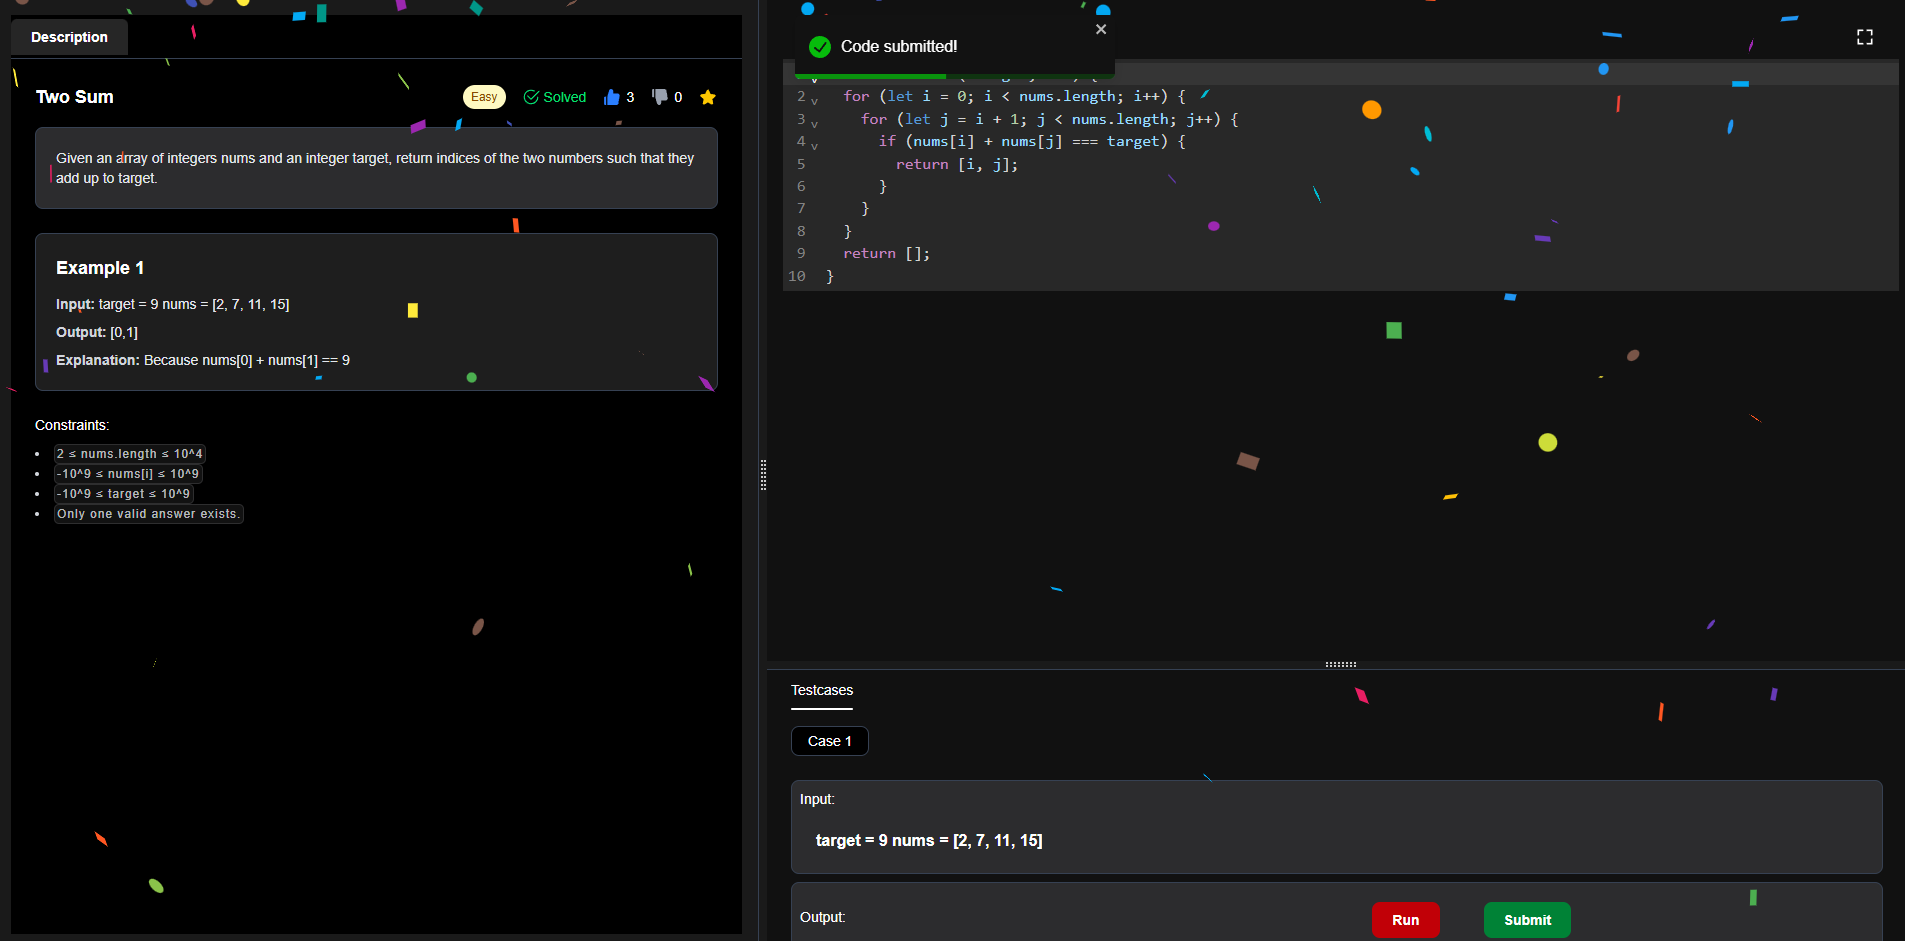 Description
Two Sum
Easy
Solved
3
0
Given an array of integers nums and an integer target, return indices of the two numbers such that they
add up to target.
Example 1
Input: target = 9 nums = [2, 7, 11, 15]
Output: [0,1]
Explanation: Because nums[0] + nums[1] == 9
Constraints:
2 ≤ nums.length ≤ 10^4
-10^9 ≤ nums[i] ≤ 10^9
-10^9 ≤ target ≤ 10^9
Only one valid answer exists.
Code submitted!
2 for (let i = 0; i < nums.length; i++) {
3 for (let j = i + 1; j < nums.length; j++) {
4 if (nums[i] + nums[j] === target) {
5 return [i, j];
6 }
7 }
8 }
9 return [];
10 }
Testcases
Case 1
Input:
target = 9 nums = [2, 7, 11, 15]
Output:
Run
Submit